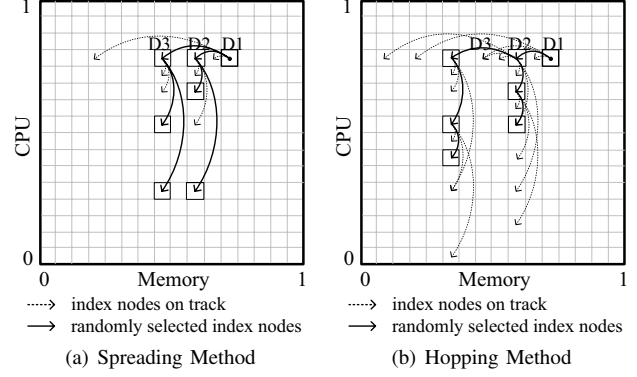 1
D3 D2 D1
CPU
0
0 Memory 1
index nodes on track
randomly selected index nodes
(a) Spreading Method
1
D3 D2 D1
CPU
0
0 Memory 1
index nodes on track
randomly selected index nodes
(b) Hopping Method